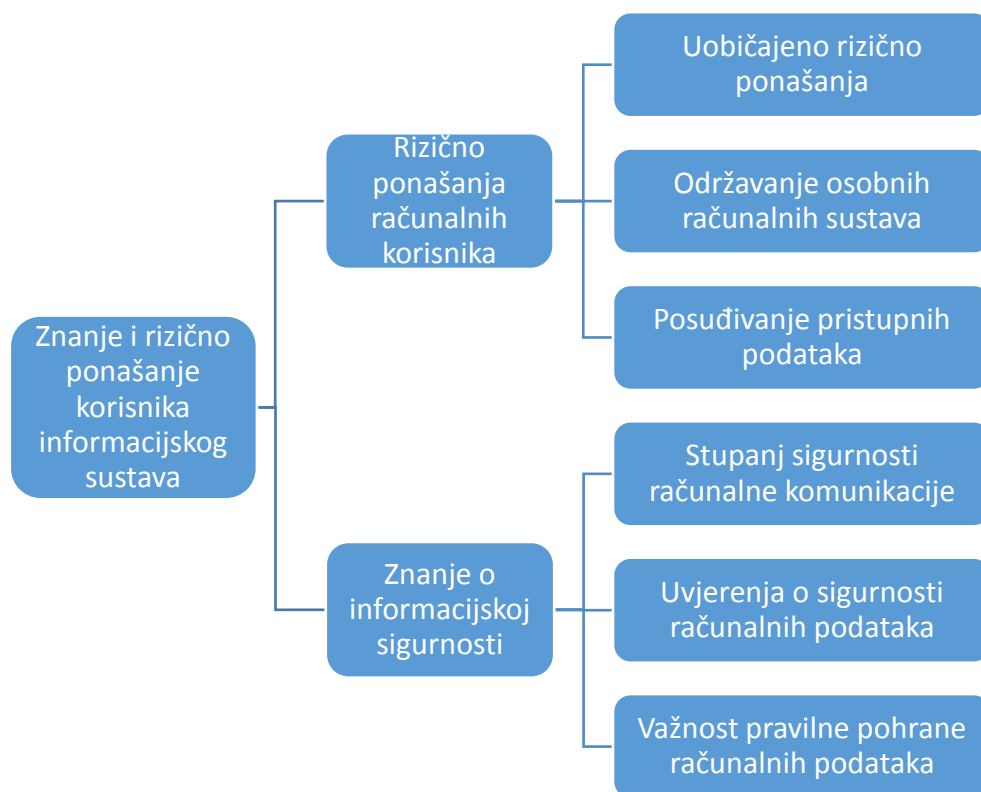 Znanje i rizično
ponašanje
korisnika
informacijskog
sustava
Rizično
ponašanja
računalnih
korisnika
Uobičajeno rizično
ponašanja
Održavanje osobnih
računalnih sustava
Posuđivanje pristupnih
podataka
Znanje o
informacijskoj
sigurnosti
Stupanj sigurnosti
računalne komunikacije
Uvjerenja o sigurnosti
računalnih podataka
Važnost pravilne pohrane
računalnih podataka